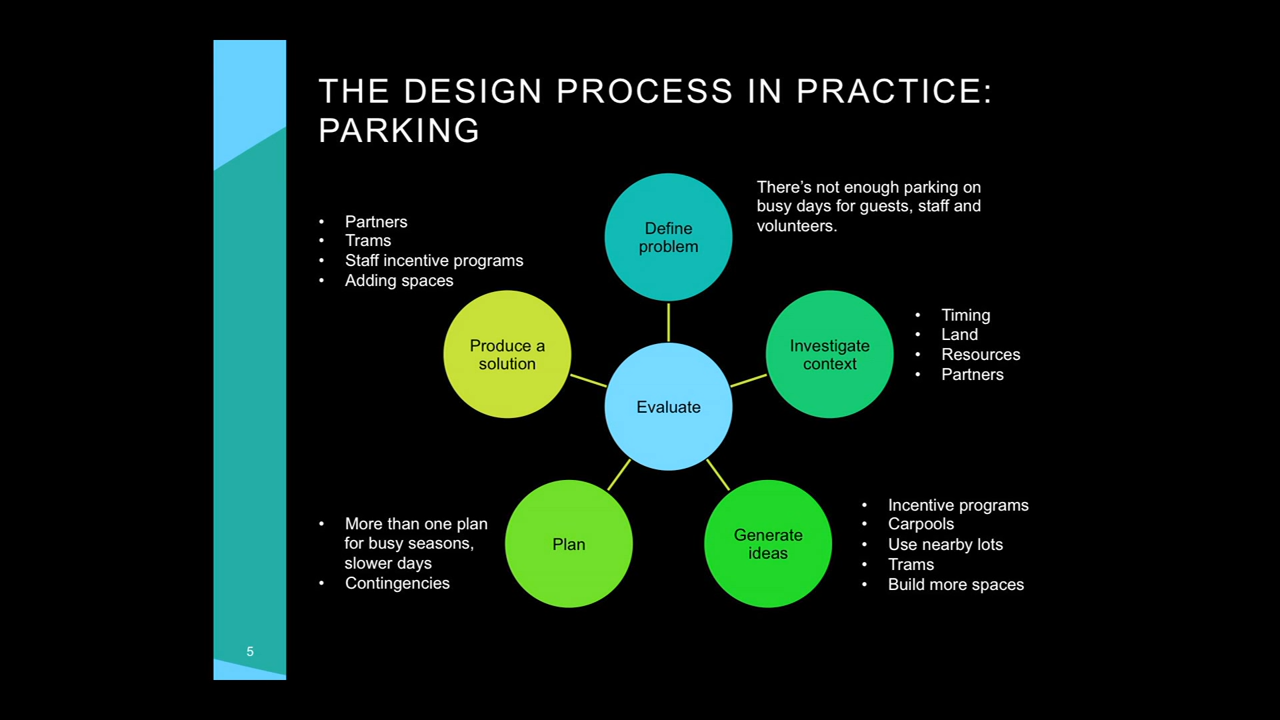 THE DESIGN PROCESS IN PRACTICE:
PARKING
Define
problem
There’s not enough parking on
busy days for guests, staff and
volunteers.
• Partners
• Trams
• Staff incentive programs
• Adding spaces
Produce a
solution
Investigate
context
• Timing
• Land
• Resources
• Partners
Evaluate
• More than one plan
for busy seasons,
slower days
• Contingencies
Plan
Generate
ideas
• Incentive programs
• Carpools
• Use nearby lots
• Trams
• Build more spaces
5